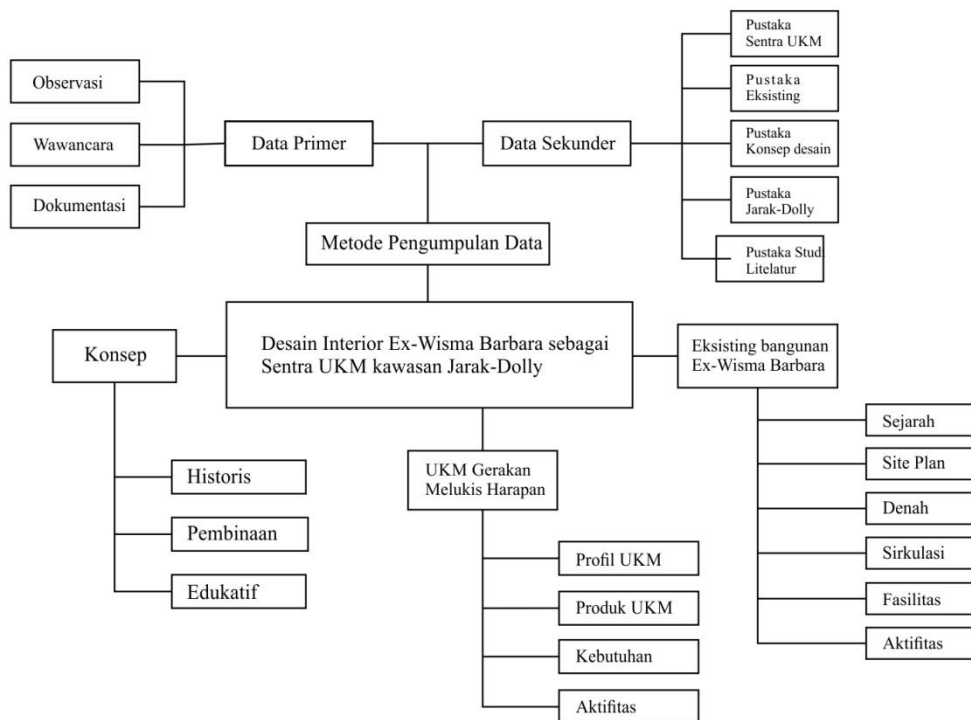 Observasi
Wawancara
Dokumentasi
Data Primer
Data Sekunder
Pustaka
Sentra UKM
Pustaka
Eksisting
Pustaka
Konsep desain
Pustaka
Jarak-Dolly
Pustaka Stud
Litelatur
Metode Pengumpulan Data
Desain Interior Ex-Wisma Barbara sebagai
Sentra UKM kawasan Jarak-Dolly
Konsep
Historis
Pembinaan
Edukatif
UKM Gerakan
Melukis Harapan
Profil UKM
Produk UKM
Kebutuhan
Aktifitas
Eksisting bangunan
Ex-Wisma Barbara
Sejarah
Site Plan
Denah
Sirkulasi
Fasilitas
Aktifitas